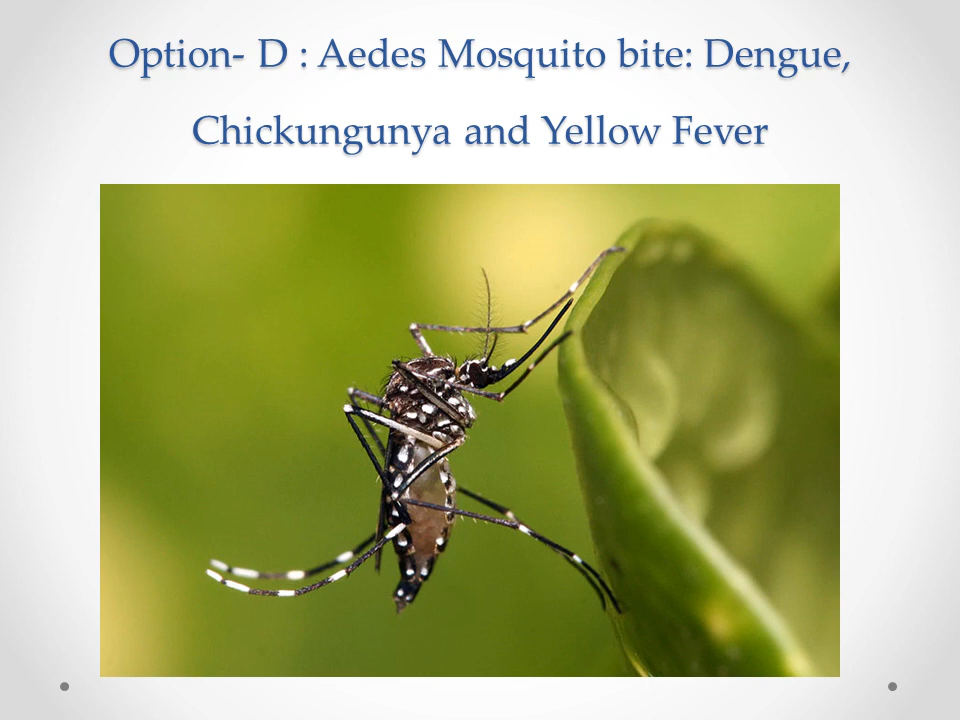 Option- D : Aedes Mosquito bite: Dengue,
Chickungunya and Yellow Fever